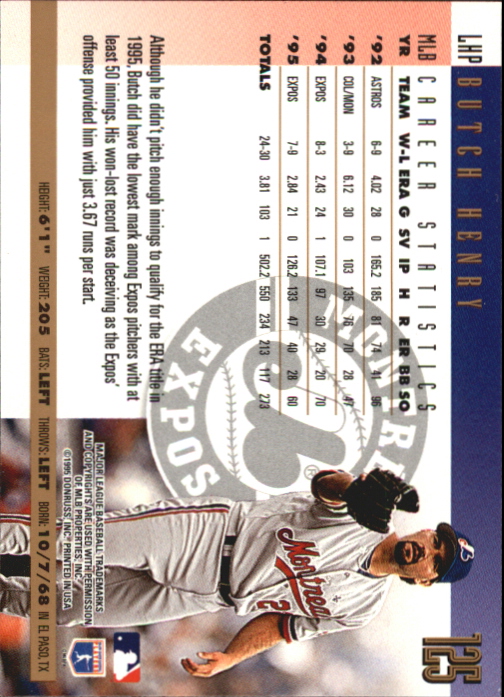 LHP BUTCH HENRY
125
MLB CAREER STATISTICS
YR TEAM W-L ERA G SV IP H R ER BB SO
'92 ASTROS 6-9 4.02 28 0 165.2 185 81 74 41 96
'93 COL/MON 3-9 6.12 30 0 103 135 76 70 28 47
'94 EXPOS 8-3 2.43 24 1 107.1 97 30 29 20 70
'95 EXPOS 7-9 2.84 21 0 126.2 133 47 40 28 60
TOTALS 24-30 3.81 103 1 502.2 550 234 213 117 273
Although he didn't pitch enough innings to qualify for the ERA title in
1995, Butch did have the lowest mark among Expos pitchers with at
least 50 innings. His won-lost record was deceiving as the Expos'
offense provided him with just 3.67 runs per start.
EXPOS
®
Montreal
2
MAJOR LEAGUE BASEBALL TRADEMARKS
AND COPYRIGHTS ARE USED WITH PERMISSION
OF MLB PROPERTIES, INC.
©1995 DONRUSS, INC. PRINTED IN USA
HEIGHT: 6'1" WEIGHT: 205 BATS: LEFT THROWS: LEFT BORN: 10/7/68 IN EL PASO, TX